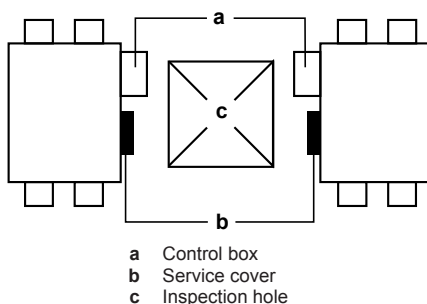 a
c
b
a Control box
b Service cover
c Inspection hole